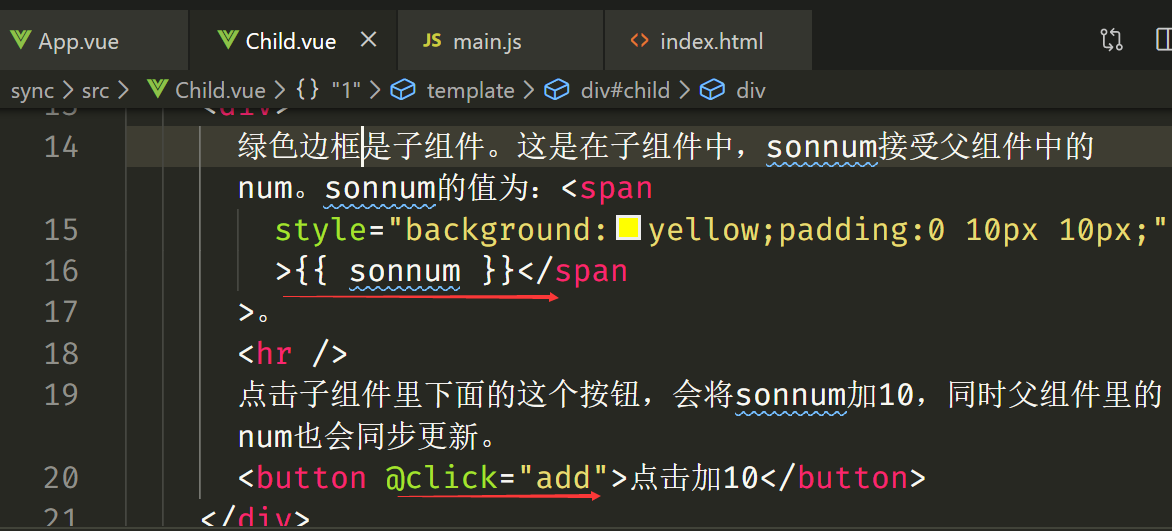 App.vue
Child.vue
JS main.js
<> index.html
sync > src > Child.vue > {} "1" > template > div#child > div
13 <div>
14 绿色边框是子组件。这是在子组件中，sonnum接受父组件中的
num。sonnum的值为：<span
15 style="background:yellow;padding:0 10px 10px;"
16 >{{ sonnum }}</span
17 >。
18 <hr />
19 点击子组件里下面的这个按钮，会将sonnum加10，同时父组件里的
num也会同步更新。
20 <button @click="add">点击加10</button>
21 </div>